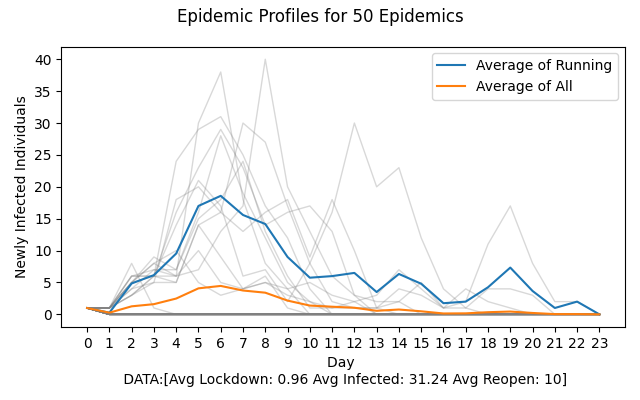 Epidemic Profiles for 50 Epidemics
Newly Infected Individuals
40
35
30
25
20
15
10
5
0
Average of Running
Average of All
0 1 2 3 4 5 6 7 8 9 10 11 12 13 14 15 16 17 18 19 20 21 22 23
Day
DATA:[Avg Lockdown: 0.96 Avg Infected: 31.24 Avg Reopen: 10]